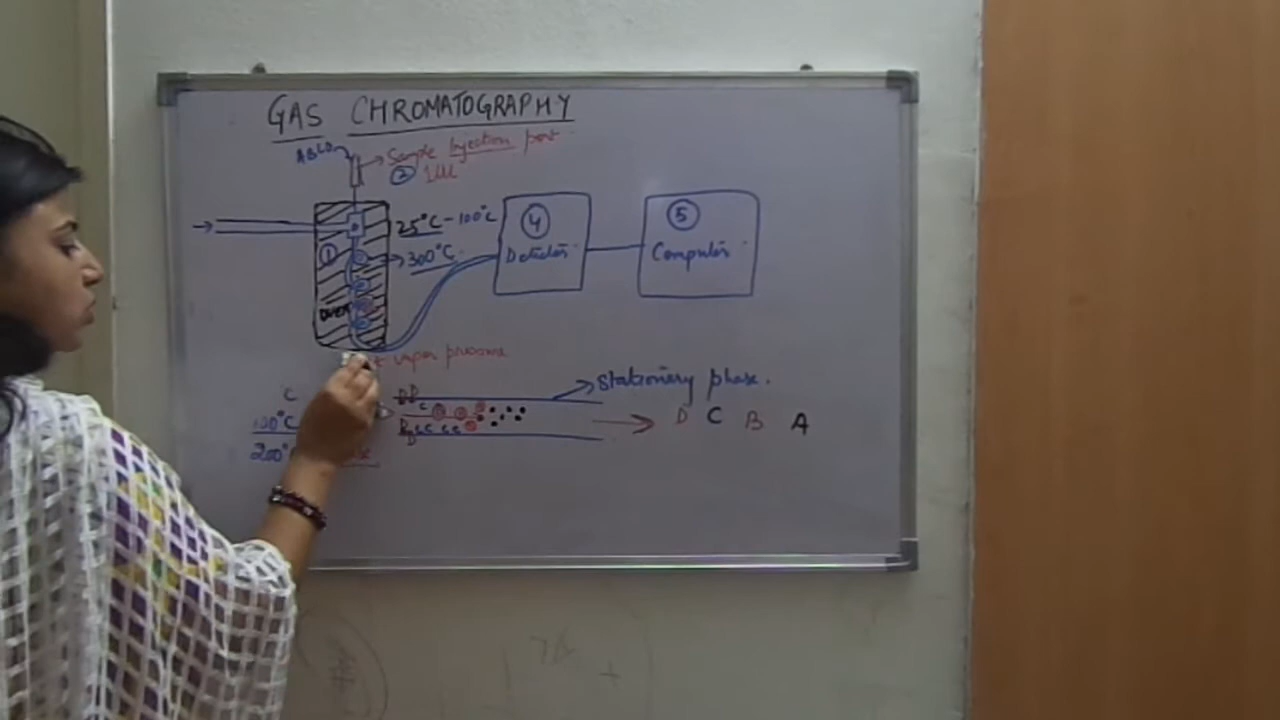 GAS CHROMATOGRAPHY
ABCD
Sample Injection port
②
25°C - 100°C
①
300°C
④
Detector
⑤
Computer
OVEN
vapor pressure
Stationary phase.
C
100°C
200°
D C B A